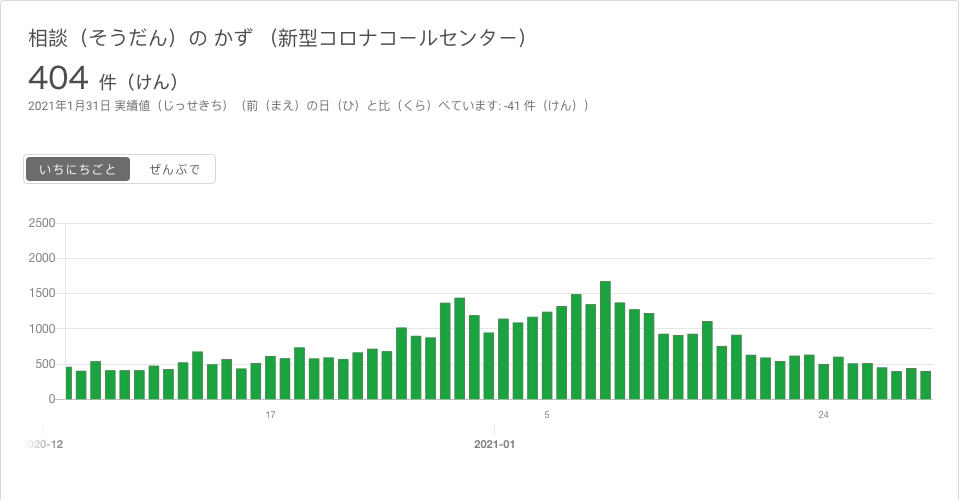 相談（そうだん）の かず （新型コロナコールセンター）
404 件（けん）
2021年1月31日 実績値（じっせきち）（前（まえ）の日（ひ）と比（くら）べています: -41 件（けん））
いちにちごと ぜんぶで
2500
2000
1500
1000
500
0
17 5 24
2020-12 2021-01